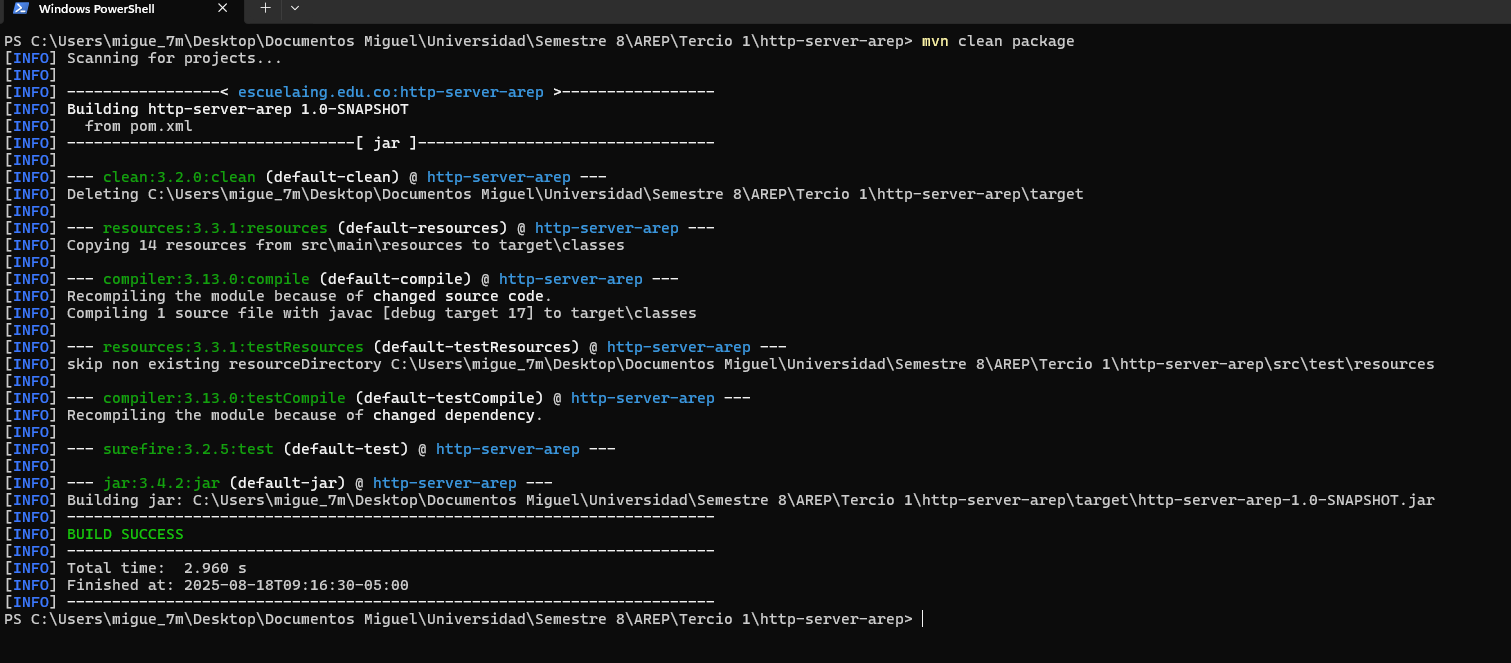 Windows PowerShell
PS C:\Users\migue_7m\Desktop\Documentos Miguel\Universidad\Semestre 8\AREP\Tercio 1\http-server-arep> mvn clean package
[INFO] Scanning for projects...
[INFO]
[INFO] -----------------< escuelaing.edu.co:http-server-arep >-----------------
[INFO] Building http-server-arep 1.0-SNAPSHOT
[INFO]   from pom.xml
[INFO] --------------------------------[ jar ]---------------------------------
[INFO]
[INFO] --- clean:3.2.0:clean (default-clean) @ http-server-arep ---
[INFO] Deleting C:\Users\migue_7m\Desktop\Documentos Miguel\Universidad\Semestre 8\AREP\Tercio 1\http-server-arep\target
[INFO]
[INFO] --- resources:3.3.1:resources (default-resources) @ http-server-arep ---
[INFO] Copying 14 resources from src\main\resources to target\classes
[INFO]
[INFO] --- compiler:3.13.0:compile (default-compile) @ http-server-arep ---
[INFO] Recompiling the module because of changed source code.
[INFO] Compiling 1 source file with javac [debug target 17] to target\classes
[INFO]
[INFO] --- resources:3.3.1:testResources (default-testResources) @ http-server-arep ---
[INFO] skip non existing resourceDirectory C:\Users\migue_7m\Desktop\Documentos Miguel\Universidad\Semestre 8\AREP\Tercio 1\http-server-arep\src\test\resources
[INFO]
[INFO] --- compiler:3.13.0:testCompile (default-testCompile) @ http-server-arep ---
[INFO] Recompiling the module because of changed dependency.
[INFO]
[INFO] --- surefire:3.2.5:test (default-test) @ http-server-arep ---
[INFO]
[INFO] --- jar:3.4.2:jar (default-jar) @ http-server-arep ---
[INFO] Building jar: C:\Users\migue_7m\Desktop\Documentos Miguel\Universidad\Semestre 8\AREP\Tercio 1\http-server-arep\target\http-server-arep-1.0-SNAPSHOT.jar
[INFO] ------------------------------------------------------------------------
[INFO] BUILD SUCCESS
[INFO] ------------------------------------------------------------------------
[INFO] Total time:  2.960 s
[INFO] Finished at: 2025-08-18T09:16:30-05:00
[INFO] ------------------------------------------------------------------------
PS C:\Users\migue_7m\Desktop\Documentos Miguel\Universidad\Semestre 8\AREP\Tercio 1\http-server-arep>